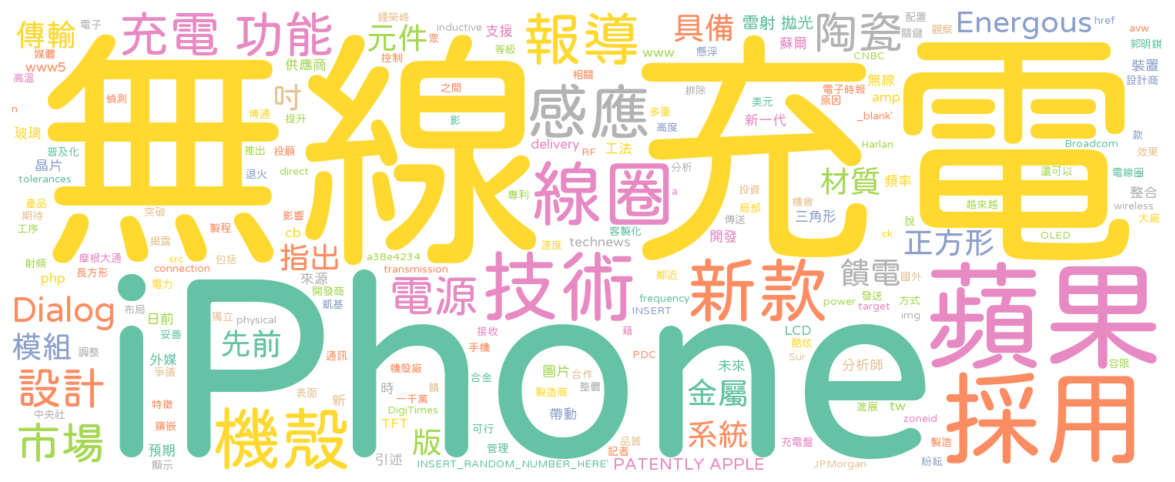 傳輸 電子 充電 功能 鍾榮峰 inductive 支援 報導 具備 雷射 拋光 陶瓷 Energous href
媒體 www5 元件 眾 等級 控制 供應商 www 懸浮 蘇爾 CNBC 配置 關鍵 觀察 avw 郭明錤
高溫 n 偵測 吋 之間 相關 感應 排除 電子時報 原因 無線 amp 裝置 設計商
無線充電
玻璃 博通 提升 影 多重 美元 高度 新一代 _blank' 款
普及化 推出 投顧 delivery RF 工法 Harlan Broadcom 效果
晶片 tolerances 退火 direct 線圈 分析 a 材質 頻率 還可以 電線圈 整合
產品 期待 突破 影響 專利 投資 局部 機會 三角形 越來越 wireless
工序 製程 cb 客製化 傳送 說 大廠
揭露 指出 速度 technews 開發 ck 正方形 OLED
射頻 摩根大通 src 包括 a38e4234
php 長方形 connection 來源 transmission 技術 鄰近 新款 饋電 國外 蘋果
電力 開發商 電源 frequency power 發送 方式
Dialog 布局 獨立 physical 凱基 INSERT target img
iPhone
模組 日前 妥善 先前 通訊 接收 手機 藉 LCD 酷炫
調整 外媒 爭議 機殼廠 合金 圖片 合作 PDC Sur 未來 分析師 容限
設計 特徵 表面 時 饋 一千萬 製造商 整體 金屬 進展 tw 採用
中央社 鑲嵌 機殼 新 DigiTimes TFT 帶動 zoneid
市場 預期 版 可行 品質 系統 充電盤 製造
顯示 引述 管理 記者 INSERT_RANDOM_NUMBER_HERE' PATENTLY APPLE JPMorgan 紛紜